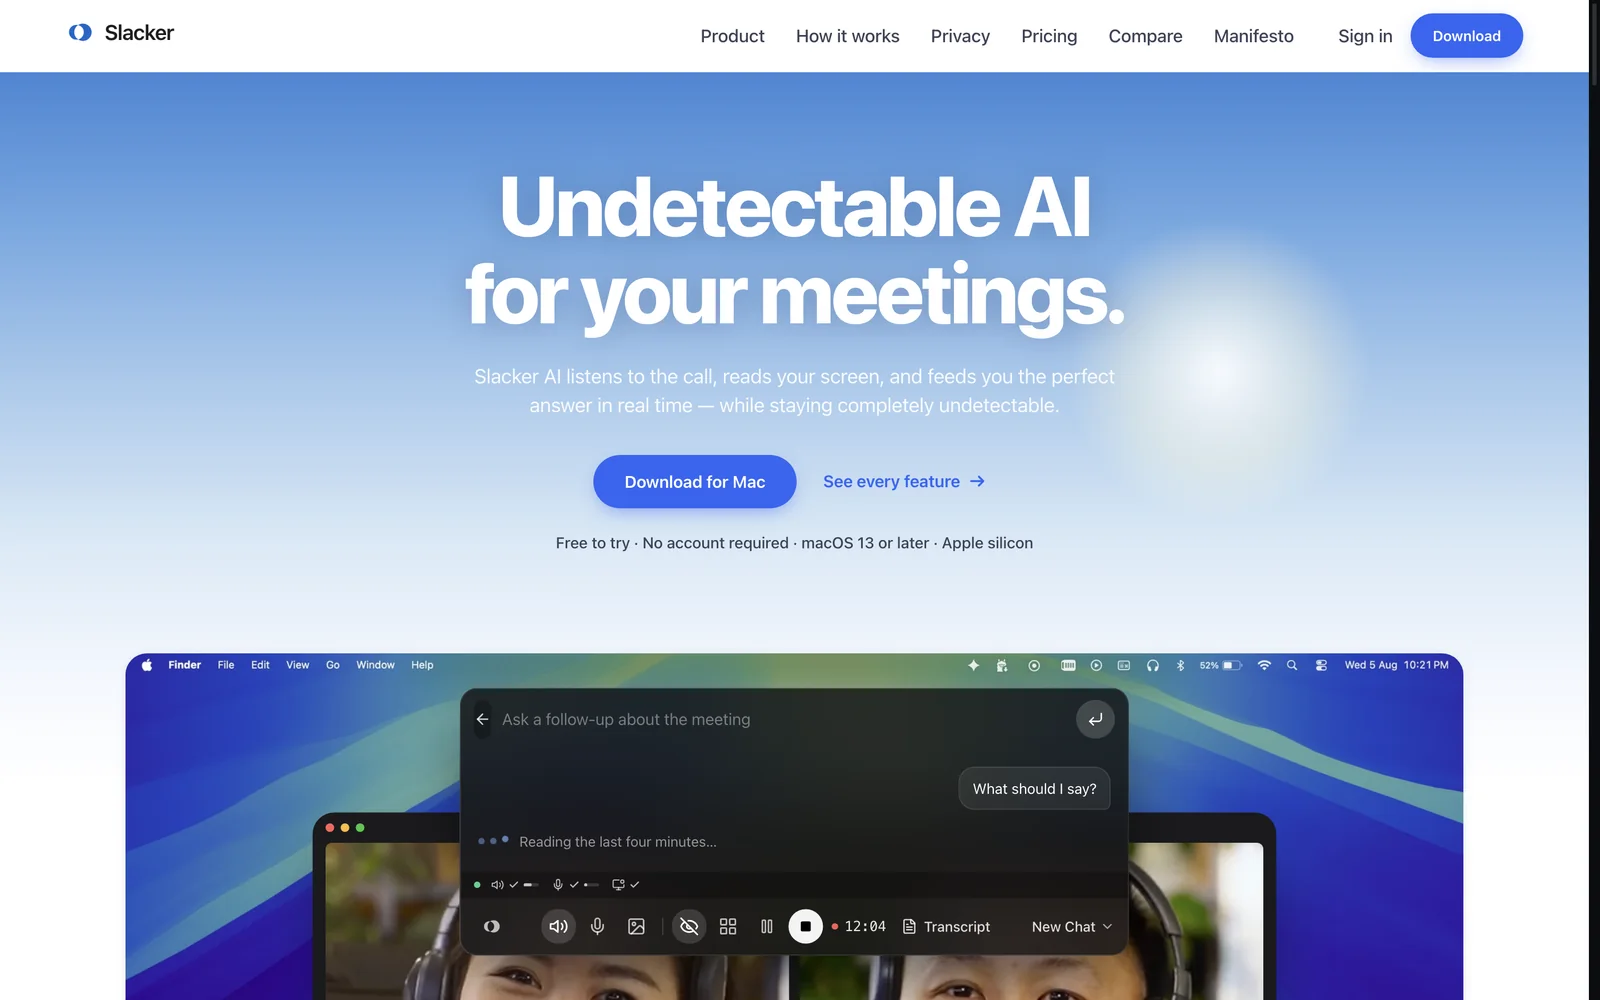 Slacker
Product
How it works
Privacy
Pricing
Compare
Manifesto
Sign in
Download
Undetectable AI
for your meetings.
Slacker AI listens to the call, reads your screen, and feeds you the perfect
answer in real time — while staying completely undetectable.
Download for Mac
See every feature →
Free to try · No account required · macOS 13 or later · Apple silicon
Finder File Edit View Go Window Help
52%
Wed 5 Aug 10:21 PM
Ask a follow-up about the meeting
What should I say?
Reading the last four minutes...
12:04
Transcript
New Chat